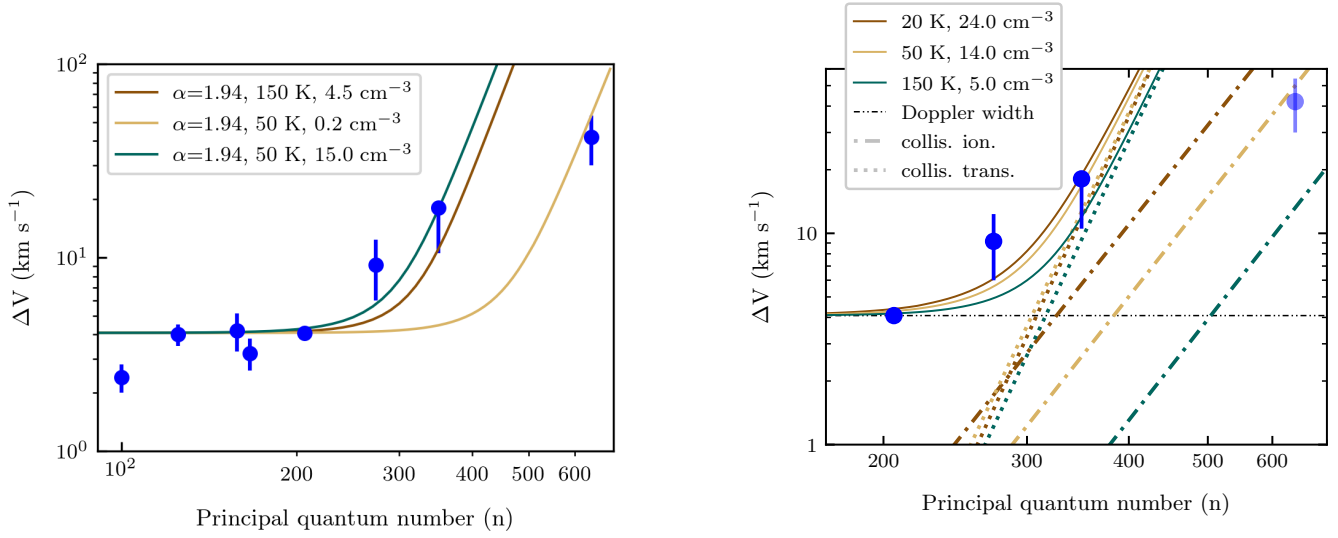 10²
10¹
10⁰
ΔV (km s⁻¹)
α=1.94, 150 K, 4.5 cm⁻³
α=1.94, 50 K, 0.2 cm⁻³
α=1.94, 50 K, 15.0 cm⁻³
10² 200 300 400 500 600
Principal quantum number (n)
20 K, 24.0 cm⁻³
50 K, 14.0 cm⁻³
150 K, 5.0 cm⁻³
Doppler width
collis. ion.
collis. trans.
10
1
ΔV (km s⁻¹)
200 300 400 500 600
Principal quantum number (n)